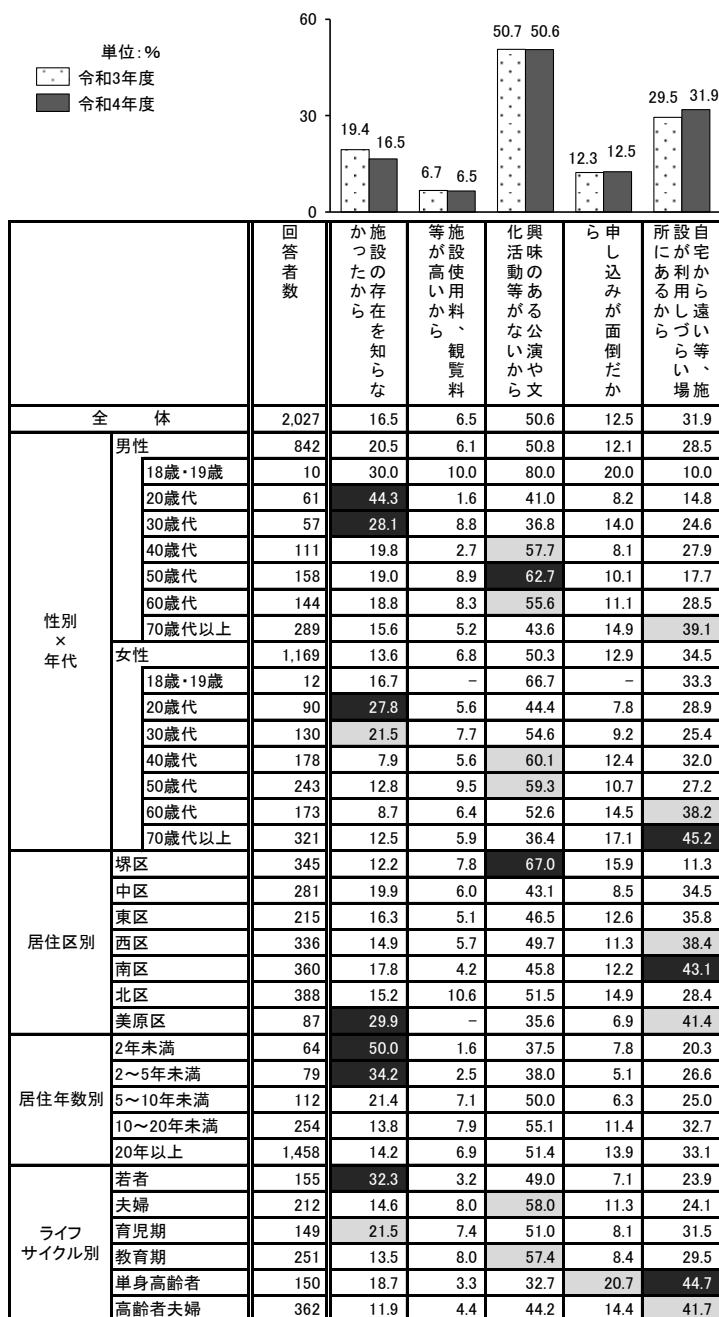 単位:%
令和3年度
令和4年度
60
30
0
19.4 16.5
6.7 6.5
50.7 50.6
12.3 12.5
29.5 31.9
回答者数
施設の存在を知らな
かったから
施設使用料、観覧料
等が高いから
興味のある公演や文
化活動等がないから
申し込みが面倒だか
ら
自宅から遠い等、施
設が利用しづらい場
所にあるから
全 体 2,027 16.5 6.5 50.6 12.5 31.9
性別
×
年代
男性 842 20.5 6.1 50.8 12.1 28.5
18歳・19歳 10 30.0 10.0 80.0 20.0 10.0
20歳代 61 44.3 1.6 41.0 8.2 14.8
30歳代 57 28.1 8.8 36.8 14.0 24.6
40歳代 111 19.8 2.7 57.7 8.1 27.9
50歳代 158 19.0 8.9 62.7 10.1 17.7
60歳代 144 18.8 8.3 55.6 11.1 28.5
70歳代以上 289 15.6 5.2 43.6 14.9 39.1
女性 1,169 13.6 6.8 50.3 12.9 34.5
18歳・19歳 12 16.7 − 66.7 − 33.3
20歳代 90 27.8 5.6 44.4 7.8 28.9
30歳代 130 21.5 7.7 54.6 9.2 25.4
40歳代 178 7.9 5.6 60.1 12.4 32.0
50歳代 243 12.8 9.5 59.3 10.7 27.2
60歳代 173 8.7 6.4 52.6 14.5 38.2
70歳代以上 321 12.5 5.9 36.4 17.1 45.2
居住区別
堺区 345 12.2 7.8 67.0 15.9 11.3
中区 281 19.9 6.0 43.1 8.5 34.5
東区 215 16.3 5.1 46.5 12.6 35.8
西区 336 14.9 5.7 49.7 11.3 38.4
南区 360 17.8 4.2 45.8 12.2 43.1
北区 388 15.2 10.6 51.5 14.9 28.4
美原区 87 29.9 − 35.6 6.9 41.4
居住年数別
2年未満 64 50.0 1.6 37.5 7.8 20.3
2〜5年未満 79 34.2 2.5 38.0 5.1 26.6
5〜10年未満 112 21.4 7.1 50.0 6.3 25.0
10〜20年未満 254 13.8 7.9 55.1 11.4 32.7
20年以上 1,458 14.2 6.9 51.4 13.9 33.1
ライフ
サイクル別
若者 155 32.3 3.2 49.0 7.1 23.9
夫婦 212 14.6 8.0 58.0 11.3 24.1
育児期 149 21.5 7.4 51.0 8.1 31.5
教育期 251 13.5 8.0 57.4 8.4 29.5
単身高齢者 150 18.7 3.3 32.7 20.7 44.7
高齢者夫婦 362 11.9 4.4 44.2 14.4 41.7